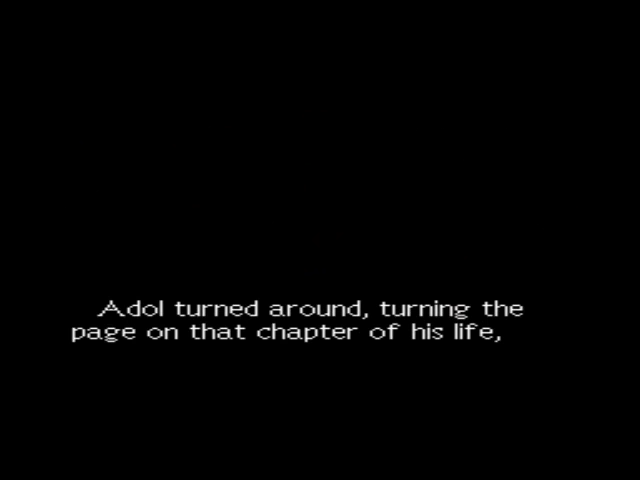 Adol turned around, turning the
page on that chapter of his life,